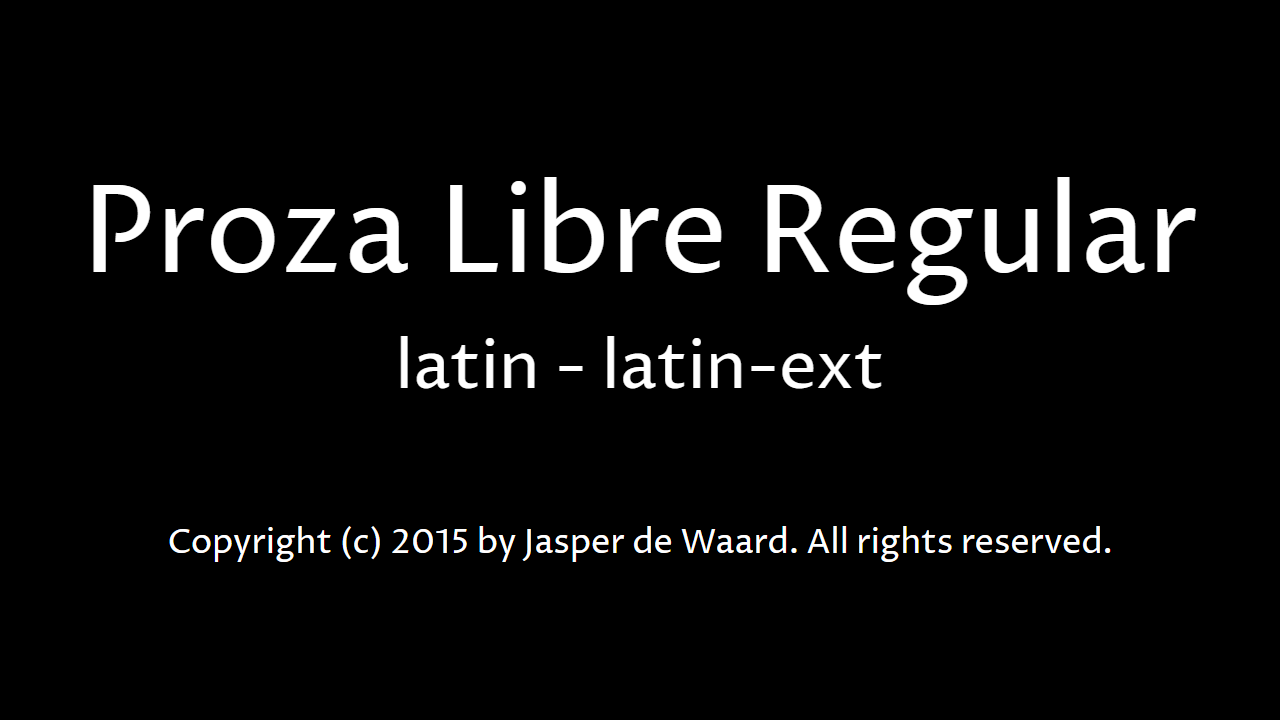 Proza Libre Regular
latin - latin-ext
Copyright (c) 2015 by Jasper de Waard. All rights reserved.